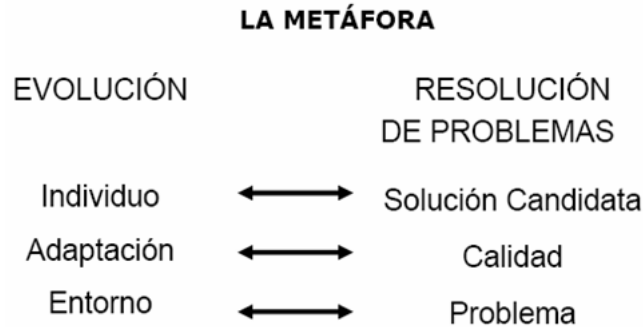 LA METÁFORA
EVOLUCIÓN
RESOLUCIÓN
DE PROBLEMAS
Individuo
Solución Candidata
Adaptación
Calidad
Entorno
Problema